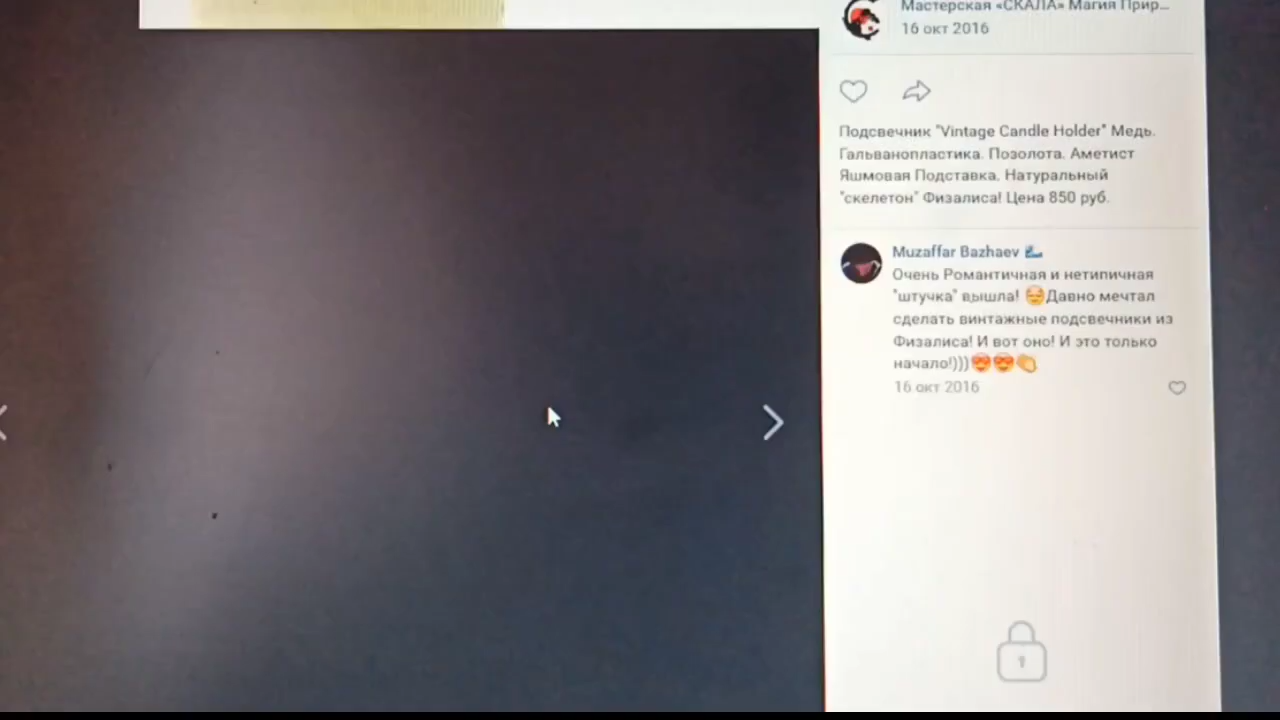 Мастерская «СКАЛА» Магия Прир...
16 окт 2016
Подсвечник "Vintage Candle Holder" Медь.
Гальванопластика. Позолота. Аметист
Яшмовая Подставка. Натуральный
"скелетон" Физалиса! Цена 850 руб.
Muzaffar Bazhaev
Очень Романтичная и нетипичная
"штучка" вышла! 😔Давно мечтал
сделать винтажные подсвечники из
Физалиса! И вот оно! И это только
начало!)))😍😍👏
16 окт 2016